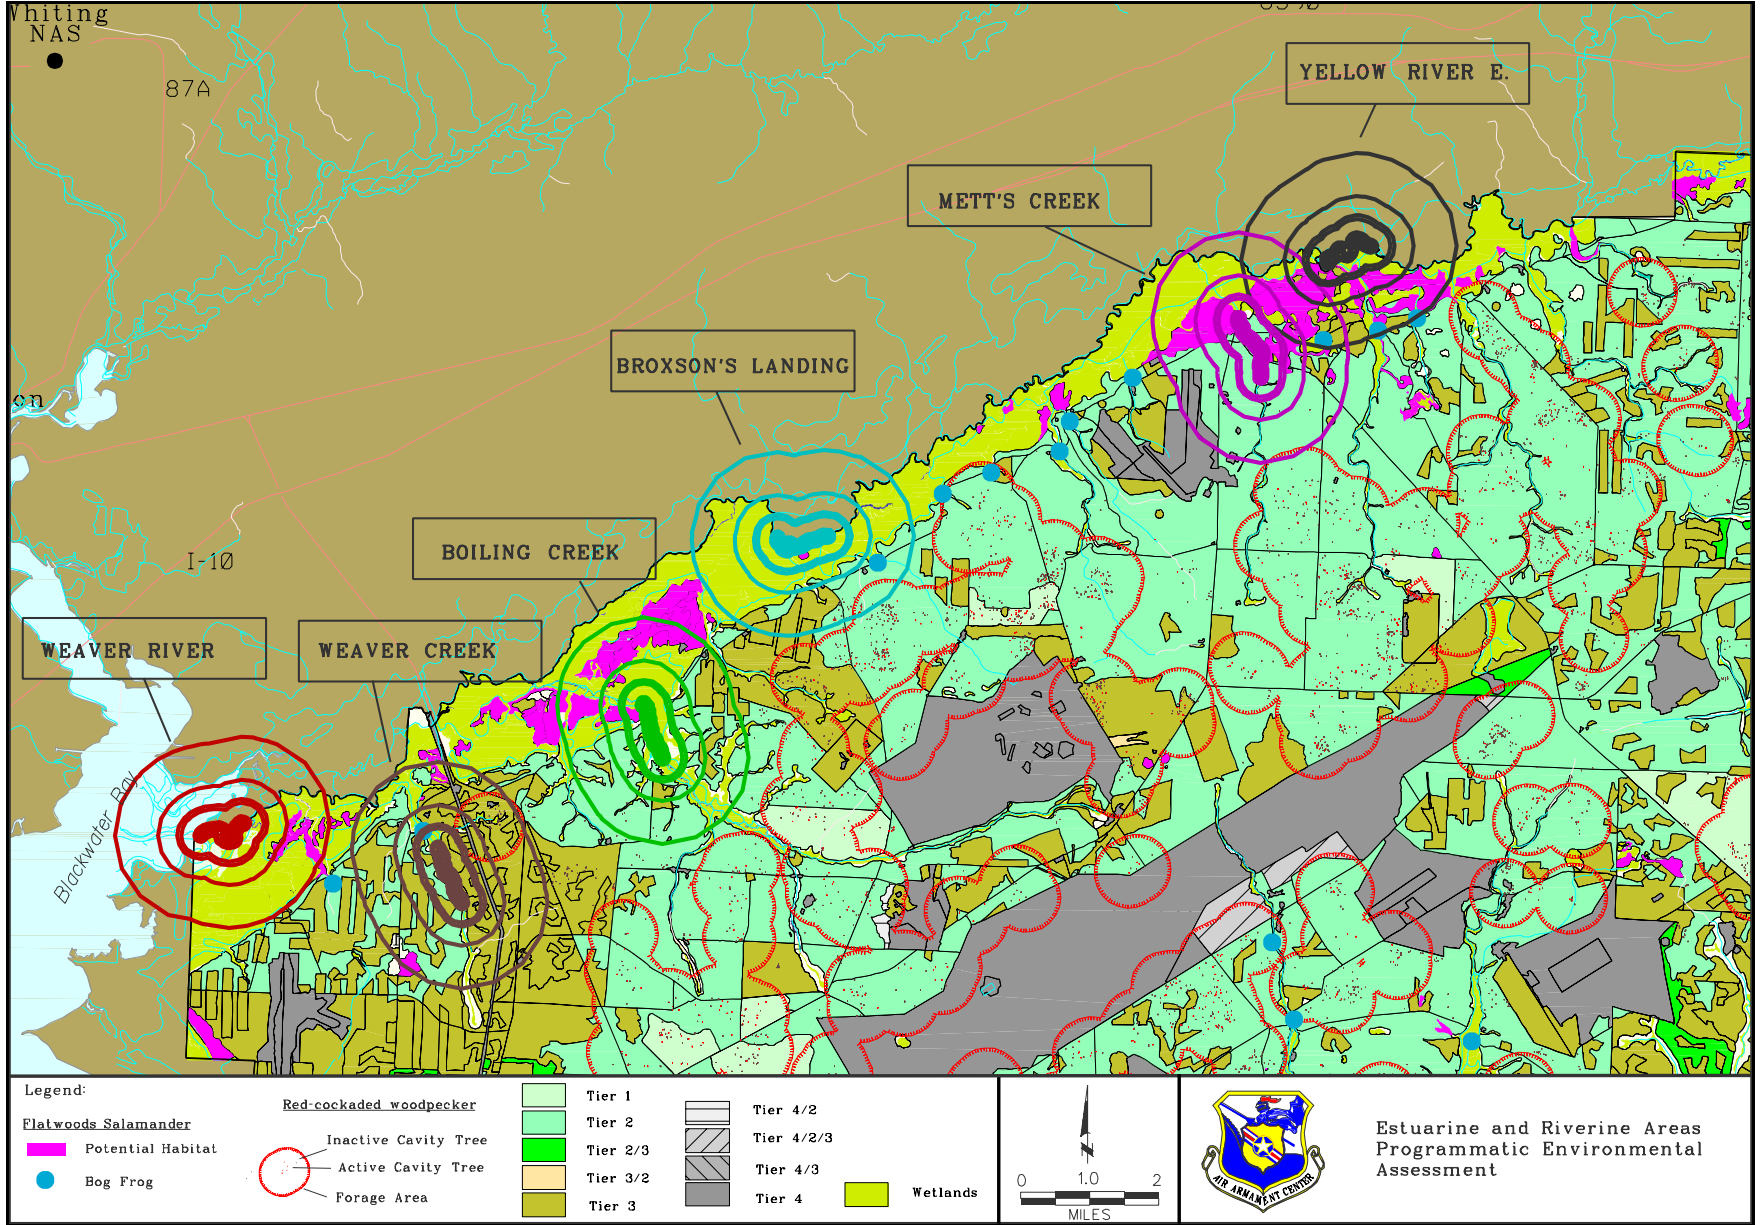 Whiting
NAS
87A
YELLOW RIVER E.
METT'S CREEK
BROXSON'S LANDING
on
I-10
BOILING CREEK
WEAVER RIVER
WEAVER CREEK
Blackwater Bay
Legend:
Flatwoods Salamander
Potential Habitat
Bog Frog
Red-cockaded woodpecker
Inactive Cavity Tree
Active Cavity Tree
Forage Area
Tier 1
Tier 2
Tier 2/3
Tier 3/2
Tier 3
Tier 4/2
Tier 4/2/3
Tier 4/3
Tier 4
Wetlands
N
0 1.0 2
MILES
AIR ARMAMENT CENTER
Estuarine and Riverine Areas
Programmatic Environmental
Assessment